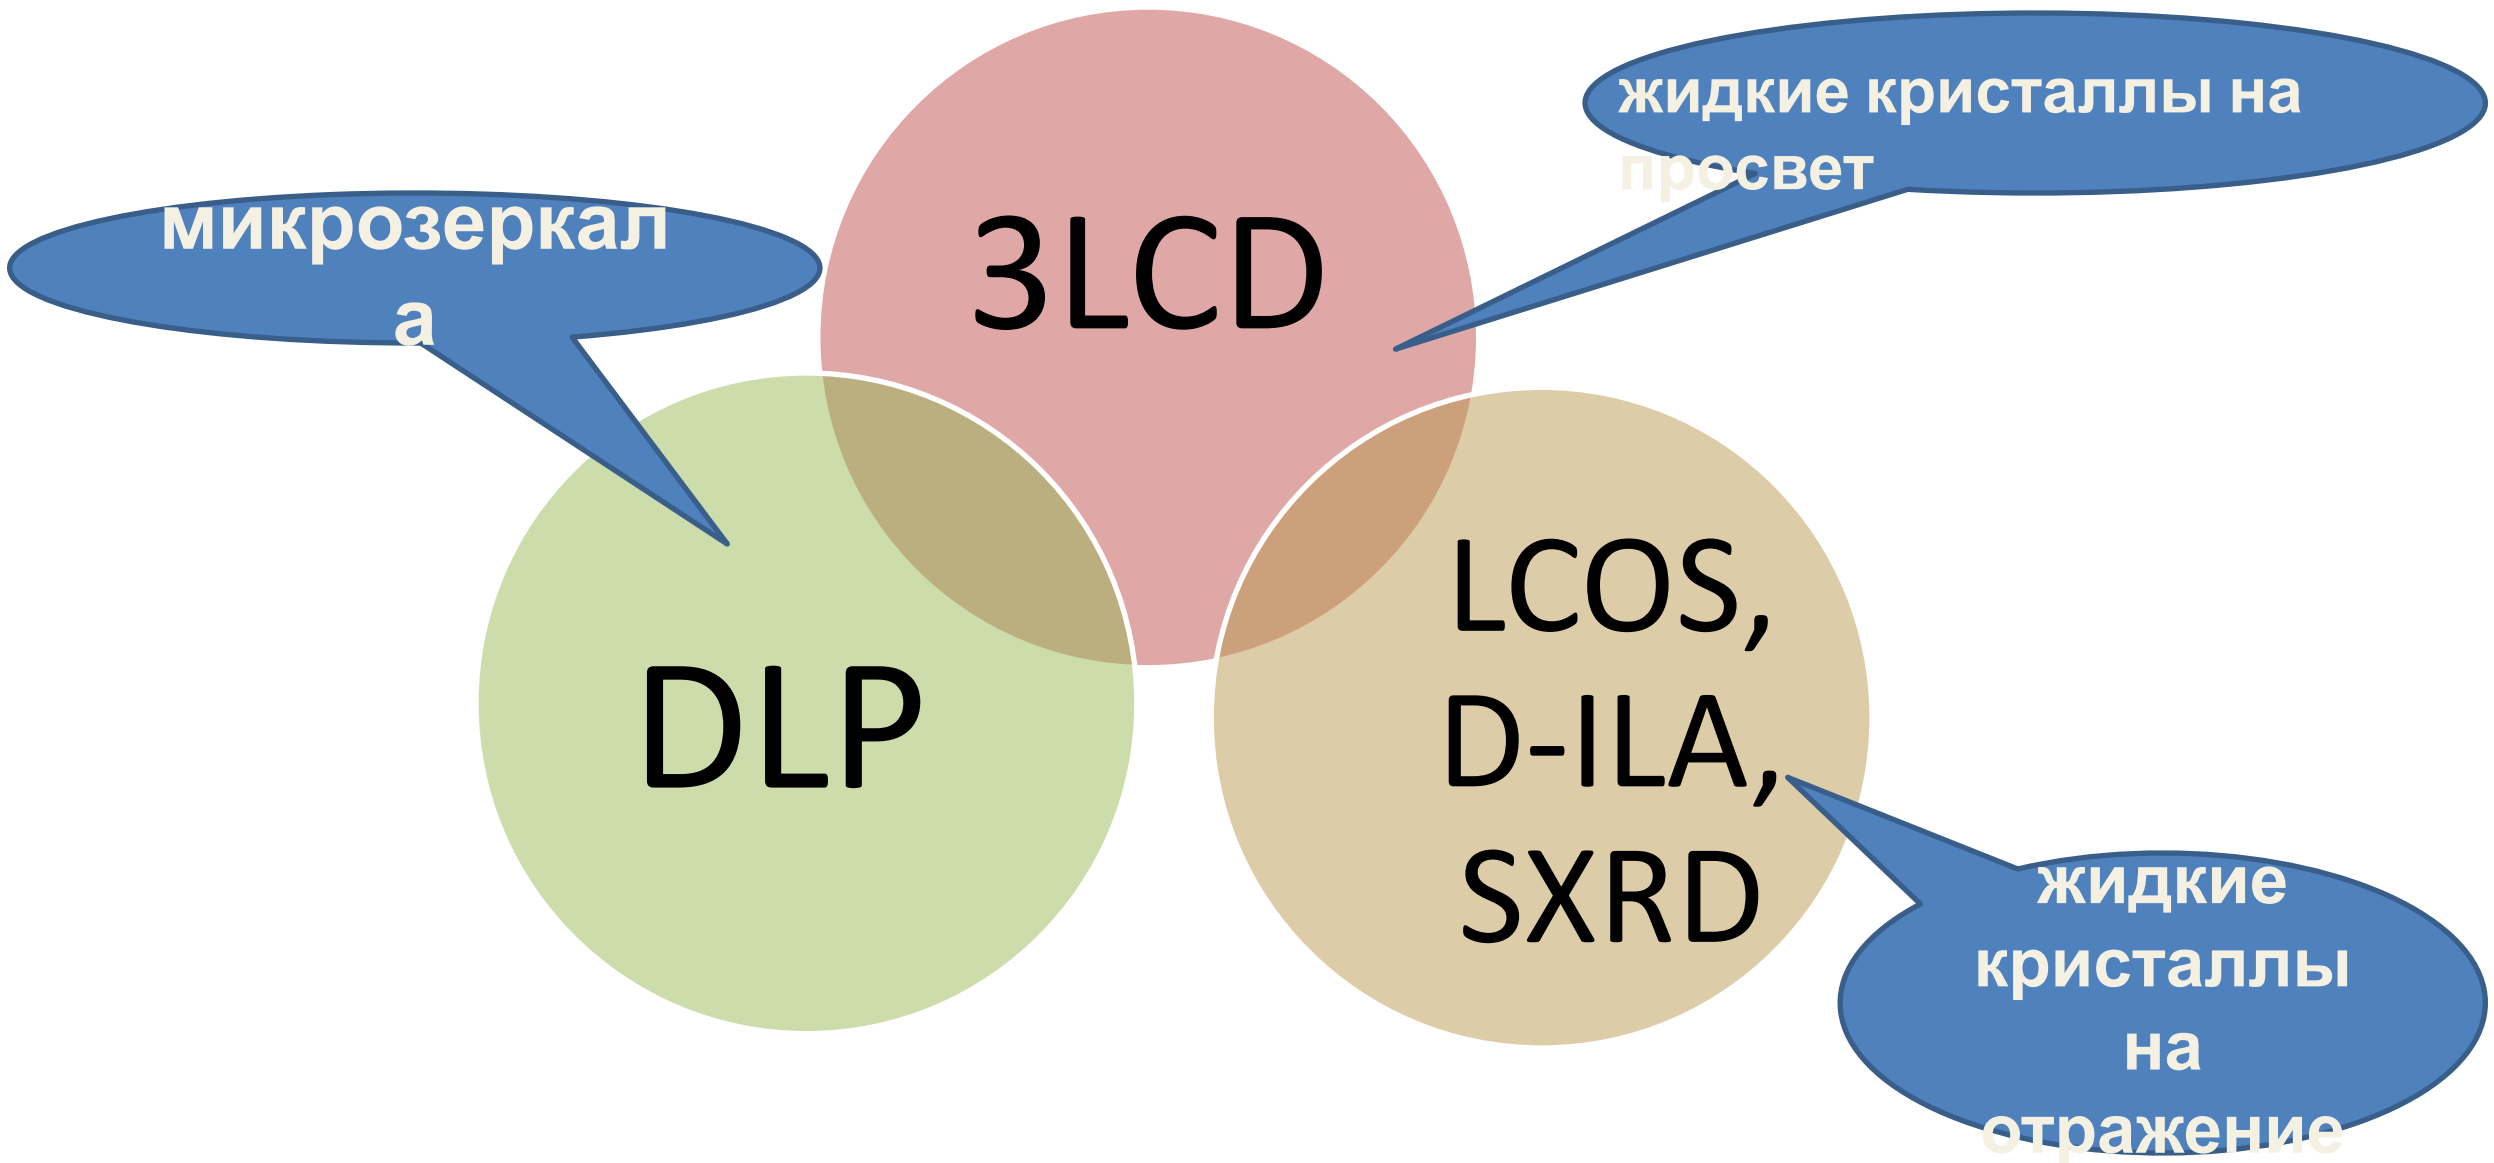 жидкие кристаллы на
просвет
микрозеркал
а
3LCD
DLP
LCOS,
D-ILA,
SXRD
жидкие
кристаллы
на
отражение